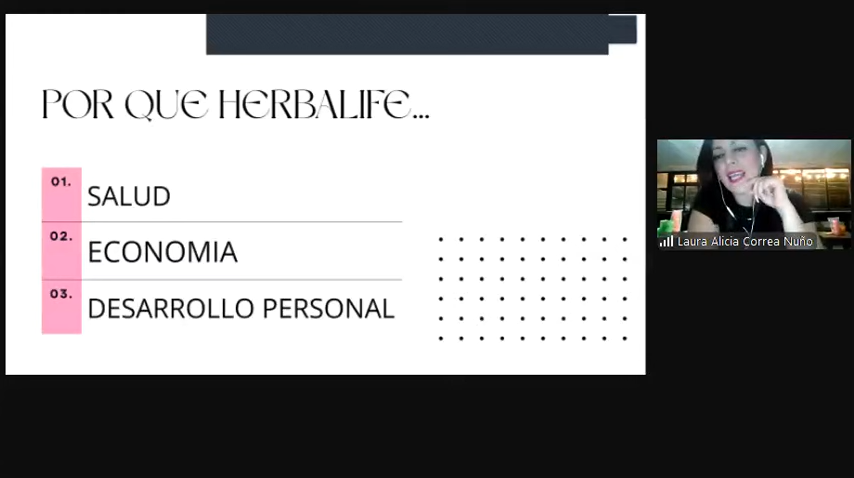 POR QUE HERBALIFE...
01.
SALUD
02.
ECONOMIA
03.
DESARROLLO PERSONAL
Laura Alicia Correa Nuño